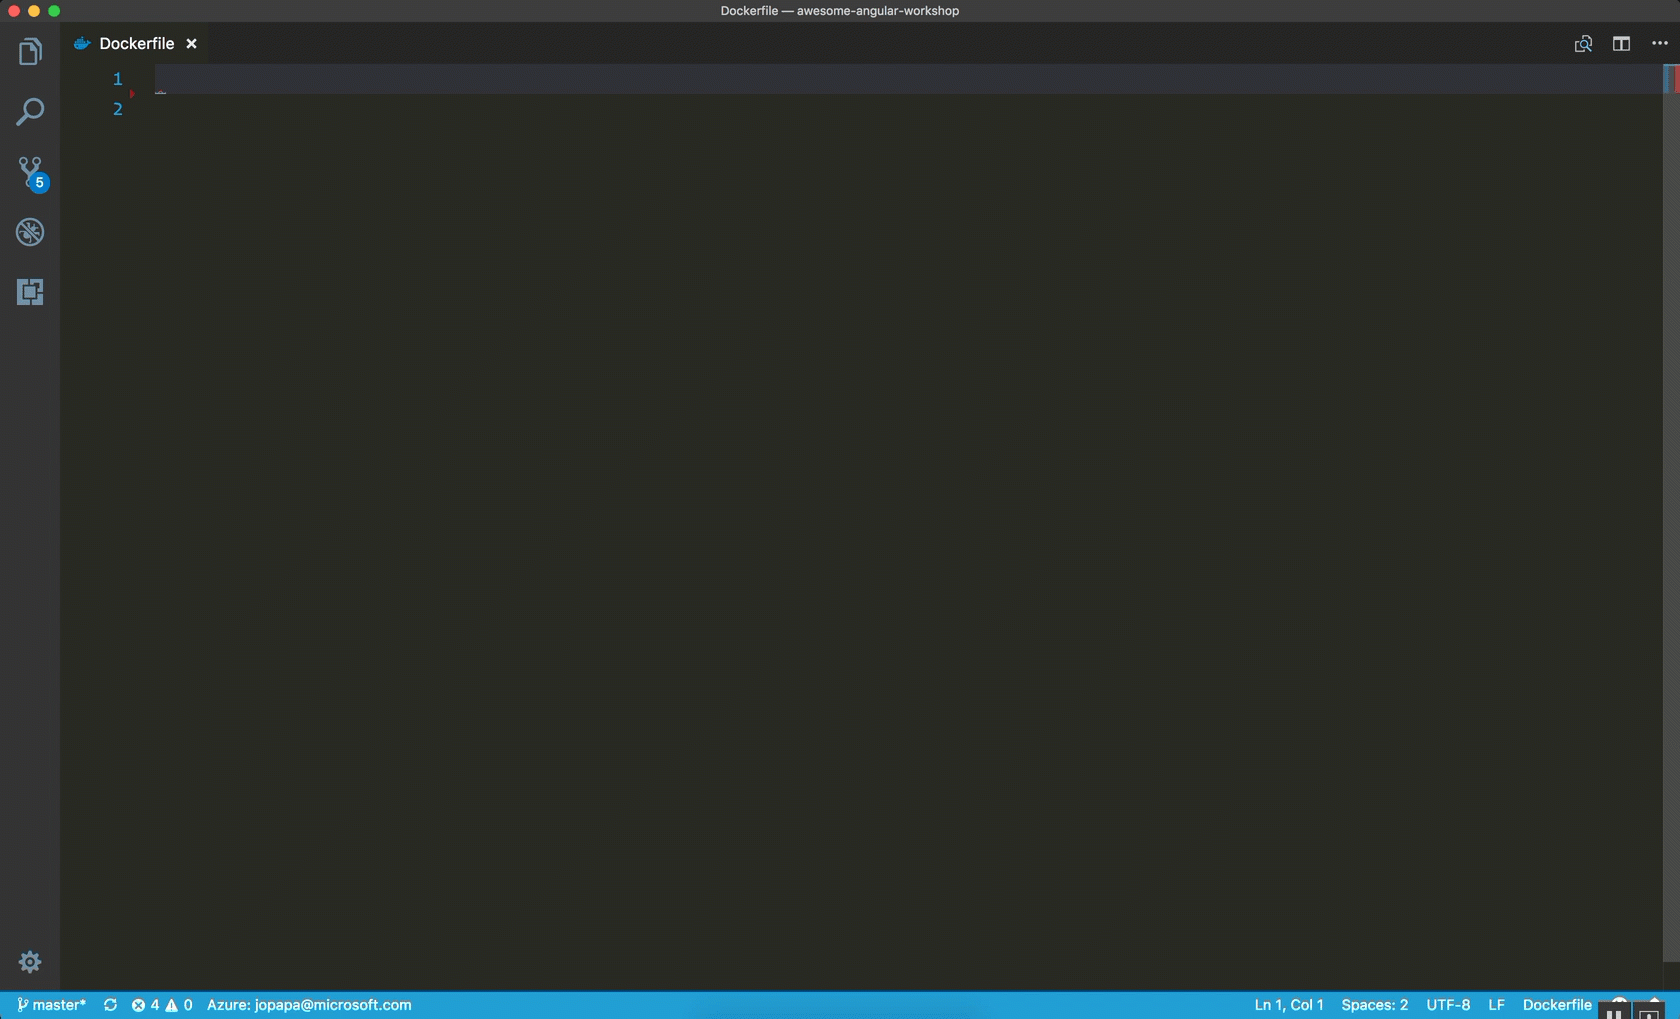 Dockerfile — awesome-angular-workshop
Dockerfile
1
2
5
master* 4 0 Azure: jopapa@microsoft.com Ln 1, Col 1 Spaces: 2 UTF-8 LF Dockerfile